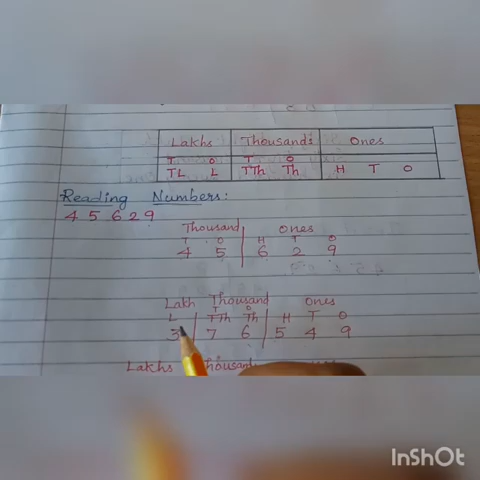 Lakhs Thousands Ones
T O T O
TL L TTh Th H T O
Reading Numbers:
4 5 6 2 9
Thousand Ones
T O H T O
4 5 6 2 9
Lakh Thousand Ones
T O
L TTh Th H T O
3 7 6 5 4 9
Lakhs Thousand
InShOt